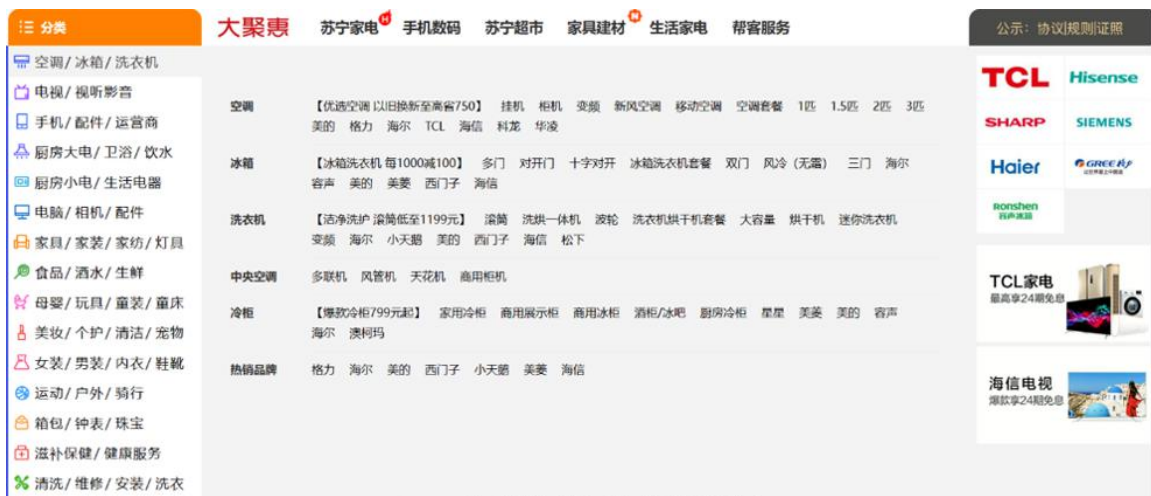 分类
大聚惠 苏宁家电 手机数码 苏宁超市 家具建材 生活家电 帮客服务
公示：协议|规则|证照
空调/冰箱/洗衣机
电视/视听影音
手机/配件/运营商
厨房大电/卫浴/饮水
厨房小电/生活电器
电脑/相机/配件
家具/家装/家纺/灯具
食品/酒水/生鲜
母婴/玩具/童装/童床
美妆/个护/清洁/宠物
女装/男装/内衣/鞋靴
运动/户外/骑行
箱包/钟表/珠宝
滋补保健/健康服务
清洗/维修/安装/洗衣
空调 【优选空调 以旧换新至高省750】 挂机 柜机 变频 新风空调 移动空调 空调套餐 1匹 1.5匹 2匹 3匹
美的 格力 海尔 TCL 海信 科龙 华凌
冰箱 【冰箱洗衣机 每1000减100】 多门 对开门 十字对开 冰箱洗衣机套餐 双门 风冷（无霜） 三门 海尔
容声 美的 美菱 西门子 海信
洗衣机 【洁净洗护 滚筒低至1199元】 滚筒 洗烘一体机 波轮 洗衣机烘干机套餐 大容量 烘干机 迷你洗衣机
变频 海尔 小天鹅 美的 西门子 海信 松下
中央空调 多联机 风管机 天花机 商用柜机
冷柜 【爆款冷柜799元起】 家用冷柜 商用展示柜 商用冰柜 酒柜/冰吧 厨房冷柜 星星 美菱 美的 容声
海尔 澳柯玛
热销品牌 格力 海尔 美的 西门子 小天鹅 美菱 海信
TCL Hisense
SHARP SIEMENS
Haier GREE 格力
Ronshen
容声冰箱
TCL家电
最高享24期免息
海信电视
爆款享24期免息